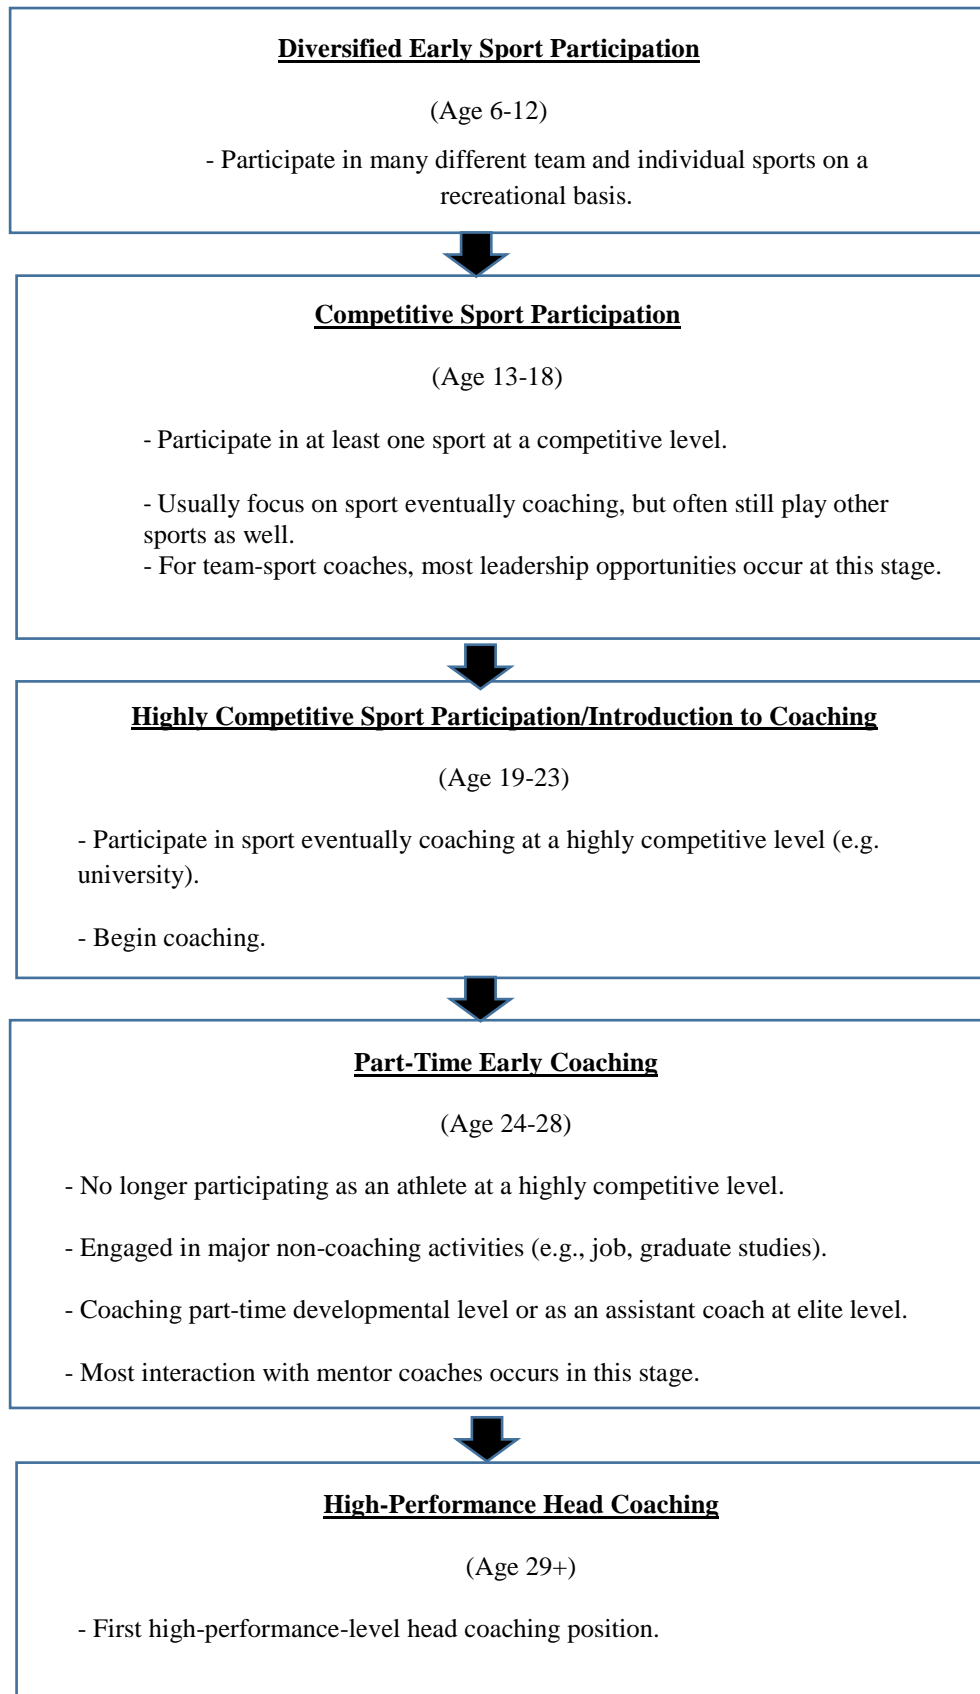 Diversified Early Sport Participation
(Age 6-12)
- Participate in many different team and individual sports on a
recreational basis.
Competitive Sport Participation
(Age 13-18)
- Participate in at least one sport at a competitive level.
- Usually focus on sport eventually coaching, but often still play other
sports as well.
- For team-sport coaches, most leadership opportunities occur at this stage.
Highly Competitive Sport Participation/Introduction to Coaching
(Age 19-23)
- Participate in sport eventually coaching at a highly competitive level (e.g.
university).
- Begin coaching.
Part-Time Early Coaching
(Age 24-28)
- No longer participating as an athlete at a highly competitive level.
- Engaged in major non-coaching activities (e.g., job, graduate studies).
- Coaching part-time developmental level or as an assistant coach at elite level.
- Most interaction with mentor coaches occurs in this stage.
High-Performance Head Coaching
(Age 29+)
- First high-performance-level head coaching position.